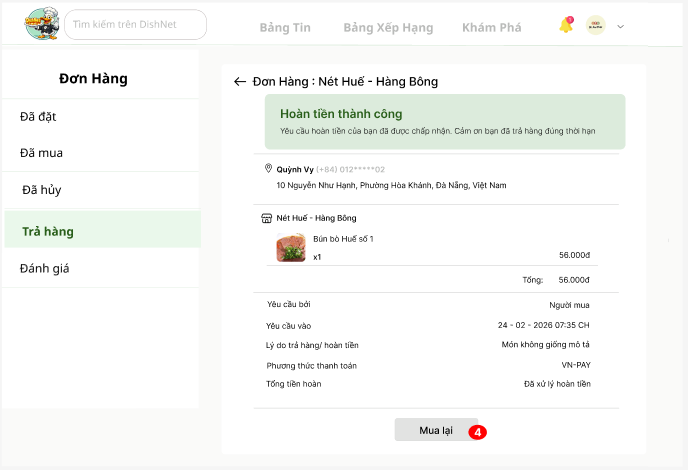 Tìm kiếm trên DishNet
Bảng Tin
Bảng Xếp Hạng
Khám Phá
Đơn Hàng
Đã đặt
Đã mua
Đã hủy
Trả hàng
Đánh giá
Đơn Hàng : Nét Huế - Hàng Bông
Hoàn tiền thành công
Yêu cầu hoàn tiền của bạn đã được chấp nhận. Cảm ơn bạn đã trả hàng đúng thời hạn
Quỳnh Vy (+84) 012*****02
10 Nguyễn Như Hạnh, Phường Hòa Khánh, Đà Nẵng, Việt Nam
Nét Huế - Hàng Bông
Bún bò Huế số 1
x1 56.000đ
Tổng: 56.000đ
Yêu cầu bởi Người mua
Yêu cầu vào 24 - 02 - 2026 07:35 CH
Lý do trả hàng/ hoàn tiền Món không giống mô tả
Phương thức thanh toán VN-PAY
Tổng tiền hoàn Đã xử lý hoàn tiền
Mua lại 4